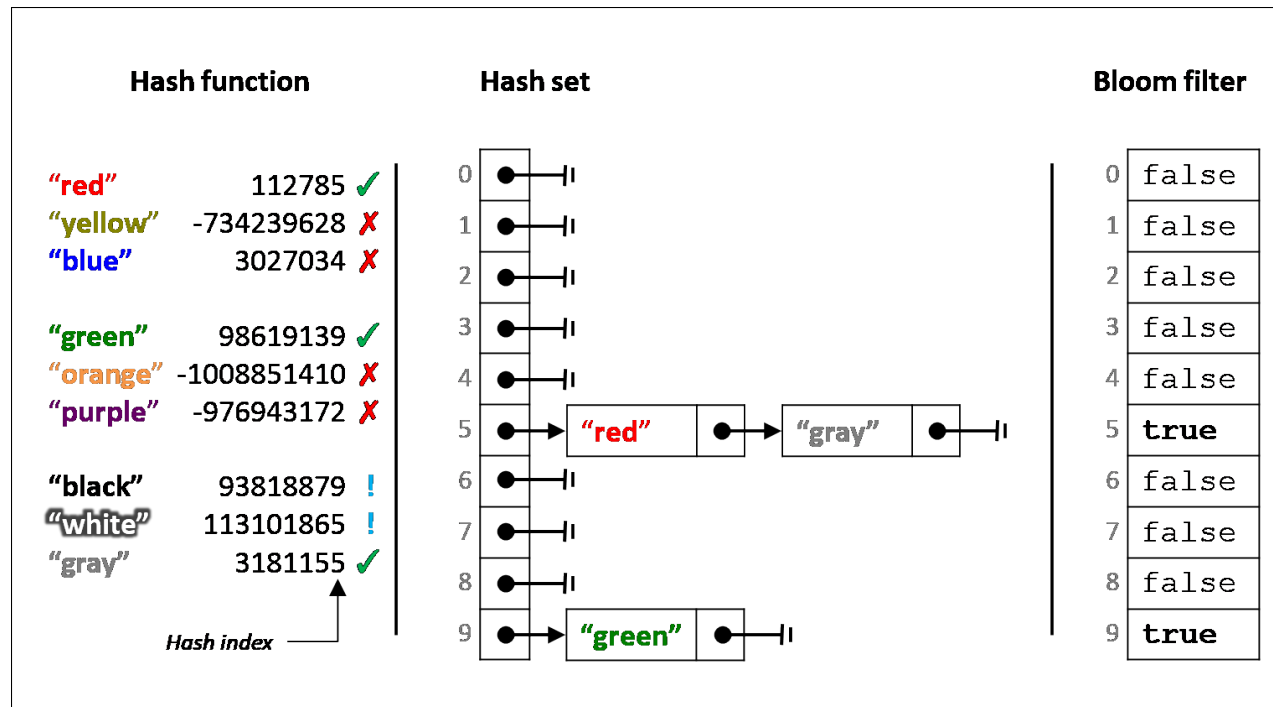 Hash function
Hash set
Bloom filter
“red” 112785 ✓
“yellow” -734239628 ✗
“blue” 3027034 ✗
“green” 98619139 ✓
“orange” -1008851410 ✗
“purple” -976943172 ✗
“black” 93818879 !
“white” 113101865 !
“gray” 3181155 ✓
Hash index
0
1
2
3
4
5 “red” “gray”
6
7
8
9 “green”
0 false
1 false
2 false
3 false
4 false
5 true
6 false
7 false
8 false
9 true